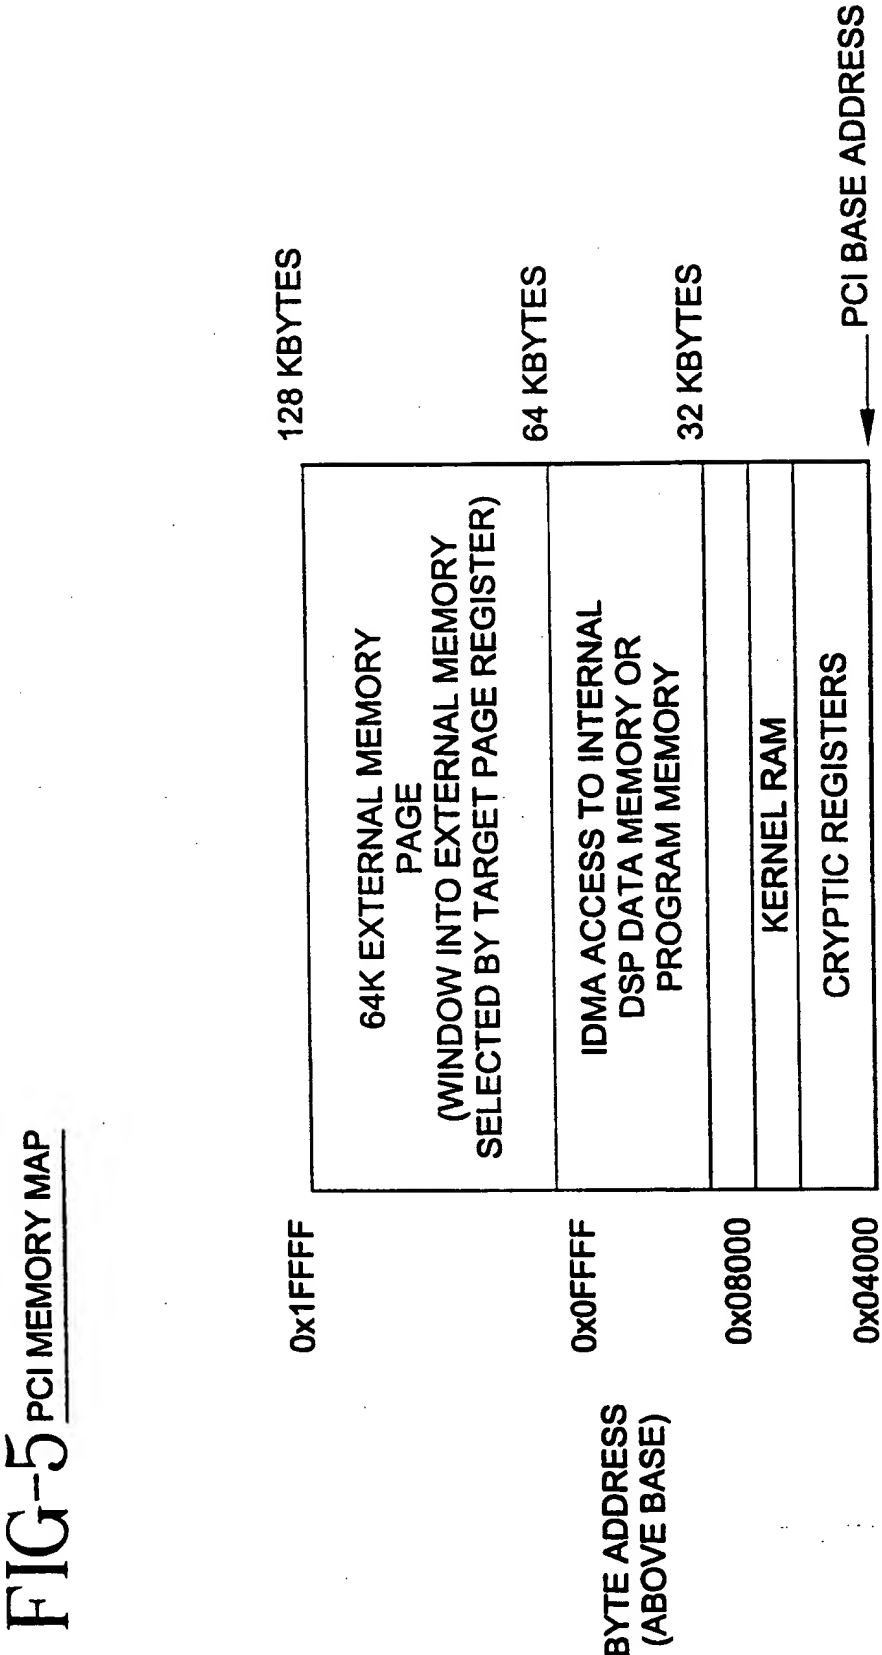 FIG-5 PCI MEMORY MAP
0x1FFFF
128 KBYTES
64K EXTERNAL MEMORY
PAGE
(WINDOW INTO EXTERNAL MEMORY
SELECTED BY TARGET PAGE REGISTER)
BYTE ADDRESS
(ABOVE BASE)
0x0FFFF
64 KBYTES
IDMA ACCESS TO INTERNAL
DSP DATA MEMORY OR
PROGRAM MEMORY
0x08000
32 KBYTES
KERNEL RAM
CRYPTIC REGISTERS
0x04000
PCI BASE ADDRESS